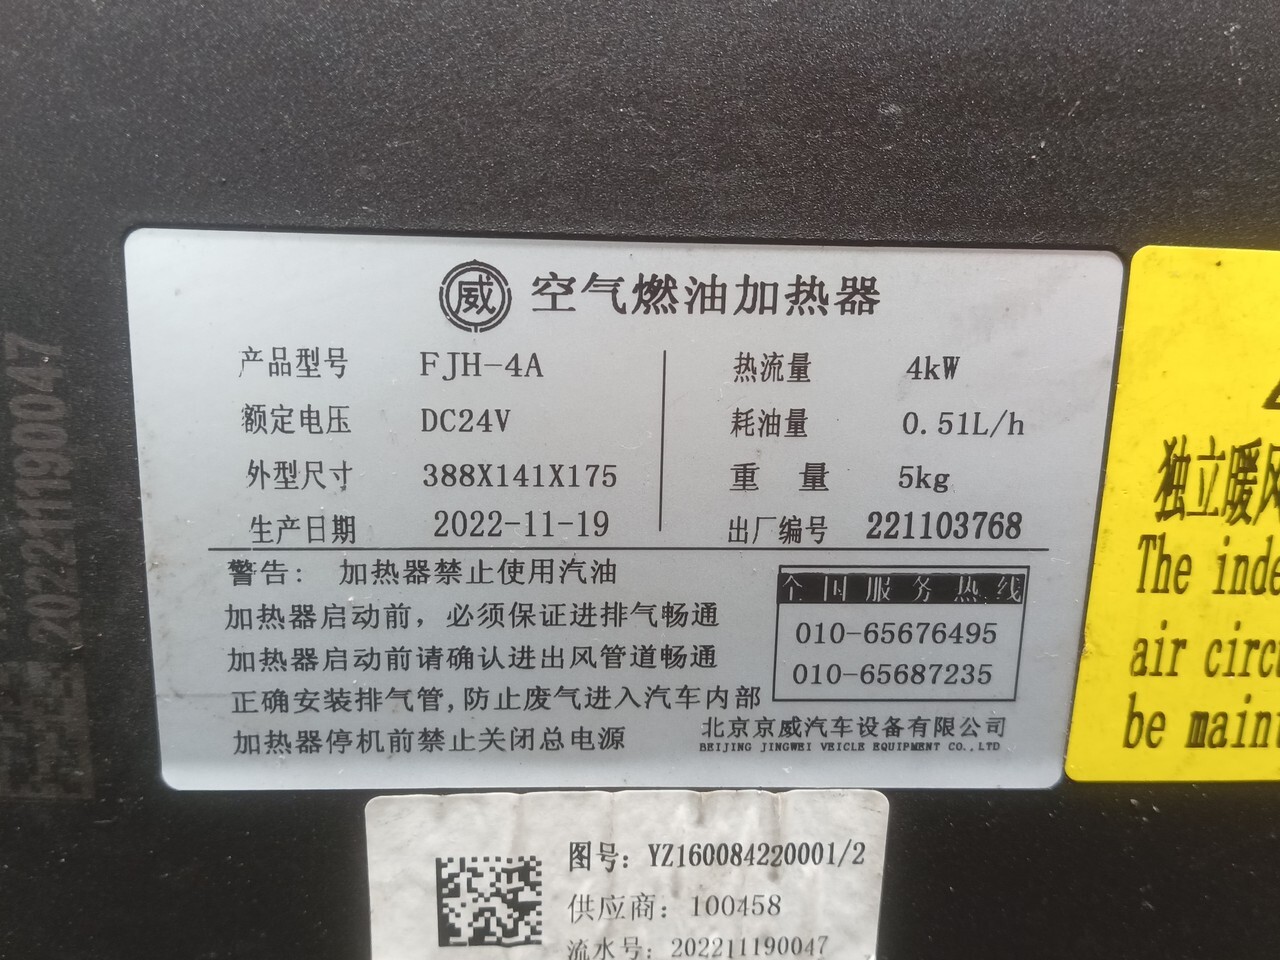 威 空气燃油加热器
产品型号 FJH-4A
额定电压 DC24V
外型尺寸 388X141X175
生产日期 2022-11-19
热流量 4kW
耗油量 0.51L/h
重 量 5kg
出厂编号 221103768
警告: 加热器禁止使用汽油
加热器启动前, 必须保证进排气畅通
加热器启动前请确认进出风管道畅通
正确安装排气管,防止废气进入汽车内部
加热器停机前禁止关闭总电源
全国服务热线
010-65676495
010-65687235
北京京威汽车设备有限公司
BEIJING JINGWEI VEICLE EQUIPMENT CO.,LTD
图号: YZ160084220001/2
供应商: 100458
流水号: 202211190047
独立暖风
The inde
air circu
be maint
202211190047